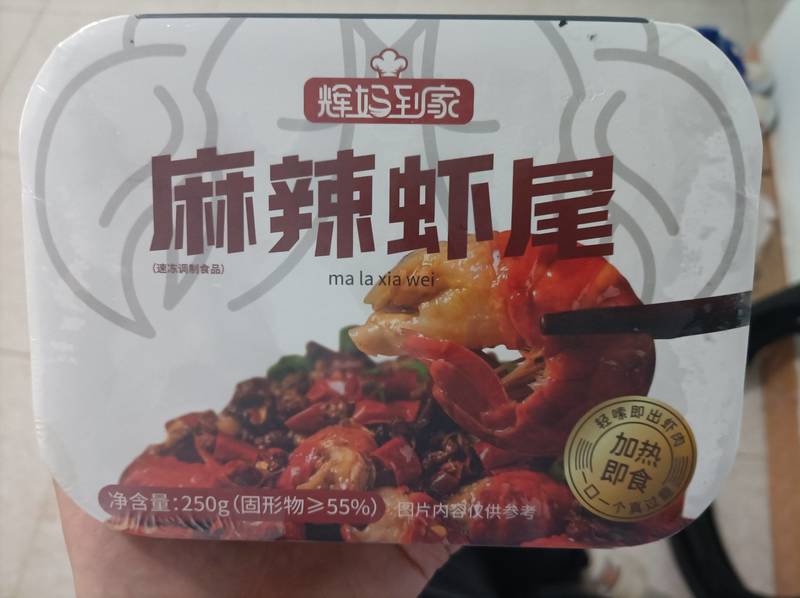 辉妈到家
麻辣虾尾
(速冻调制食品)
ma la xia wei
轻嗦即出虾肉
加热
即食
一口一个真过瘾
净含量:250g(固形物≥55%)
图片内容仅供参考